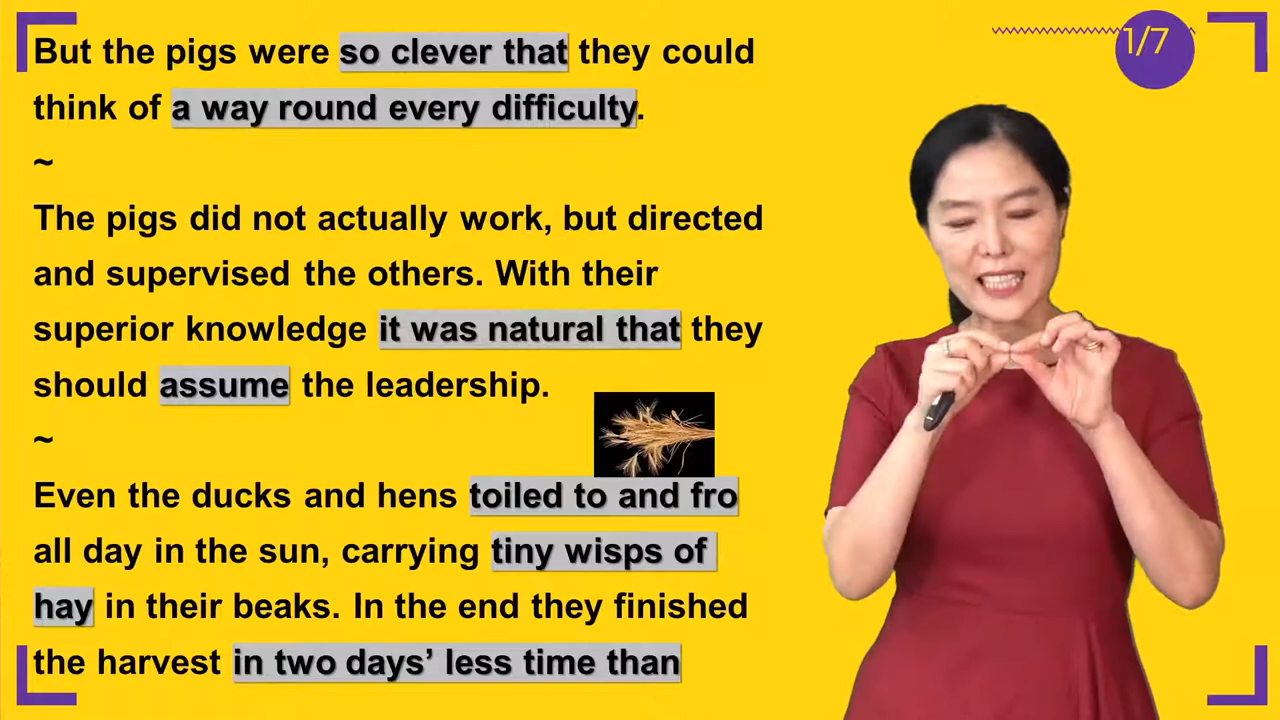 But the pigs were so clever that they could
think of a way round every difficulty.
~
The pigs did not actually work, but directed
and supervised the others. With their
superior knowledge it was natural that they
should assume the leadership.
~
Even the ducks and hens toiled to and fro
all day in the sun, carrying tiny wisps of
hay in their beaks. In the end they finished
the harvest in two days’ less time than
1/7